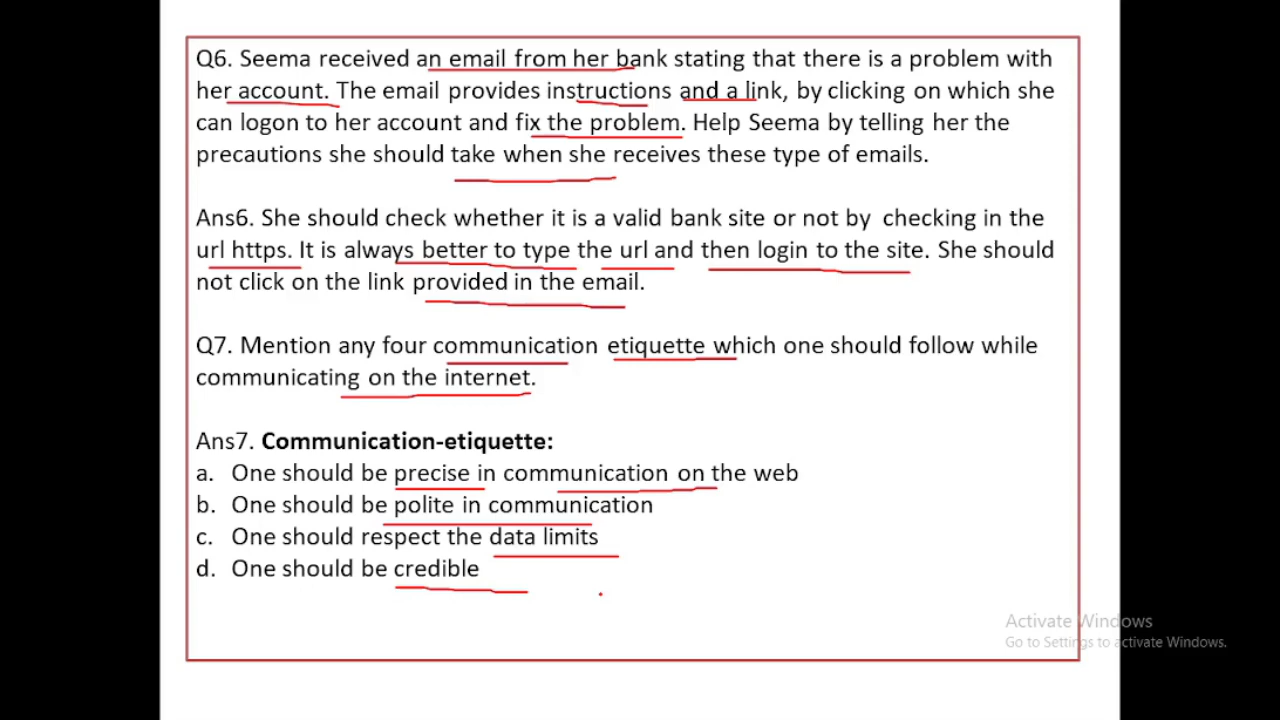 Q6. Seema received an email from her bank stating that there is a problem with
her account. The email provides instructions and a link, by clicking on which she
can logon to her account and fix the problem. Help Seema by telling her the
precautions she should take when she receives these type of emails.
Ans6. She should check whether it is a valid bank site or not by checking in the
url https. It is always better to type the url and then login to the site. She should
not click on the link provided in the email.
Q7. Mention any four communication etiquette which one should follow while
communicating on the internet.
Ans7. Communication-etiquette:
a. One should be precise in communication on the web
b. One should be polite in communication
c. One should respect the data limits
d. One should be credible
Activate Windows
Go to Settings to activate Windows.